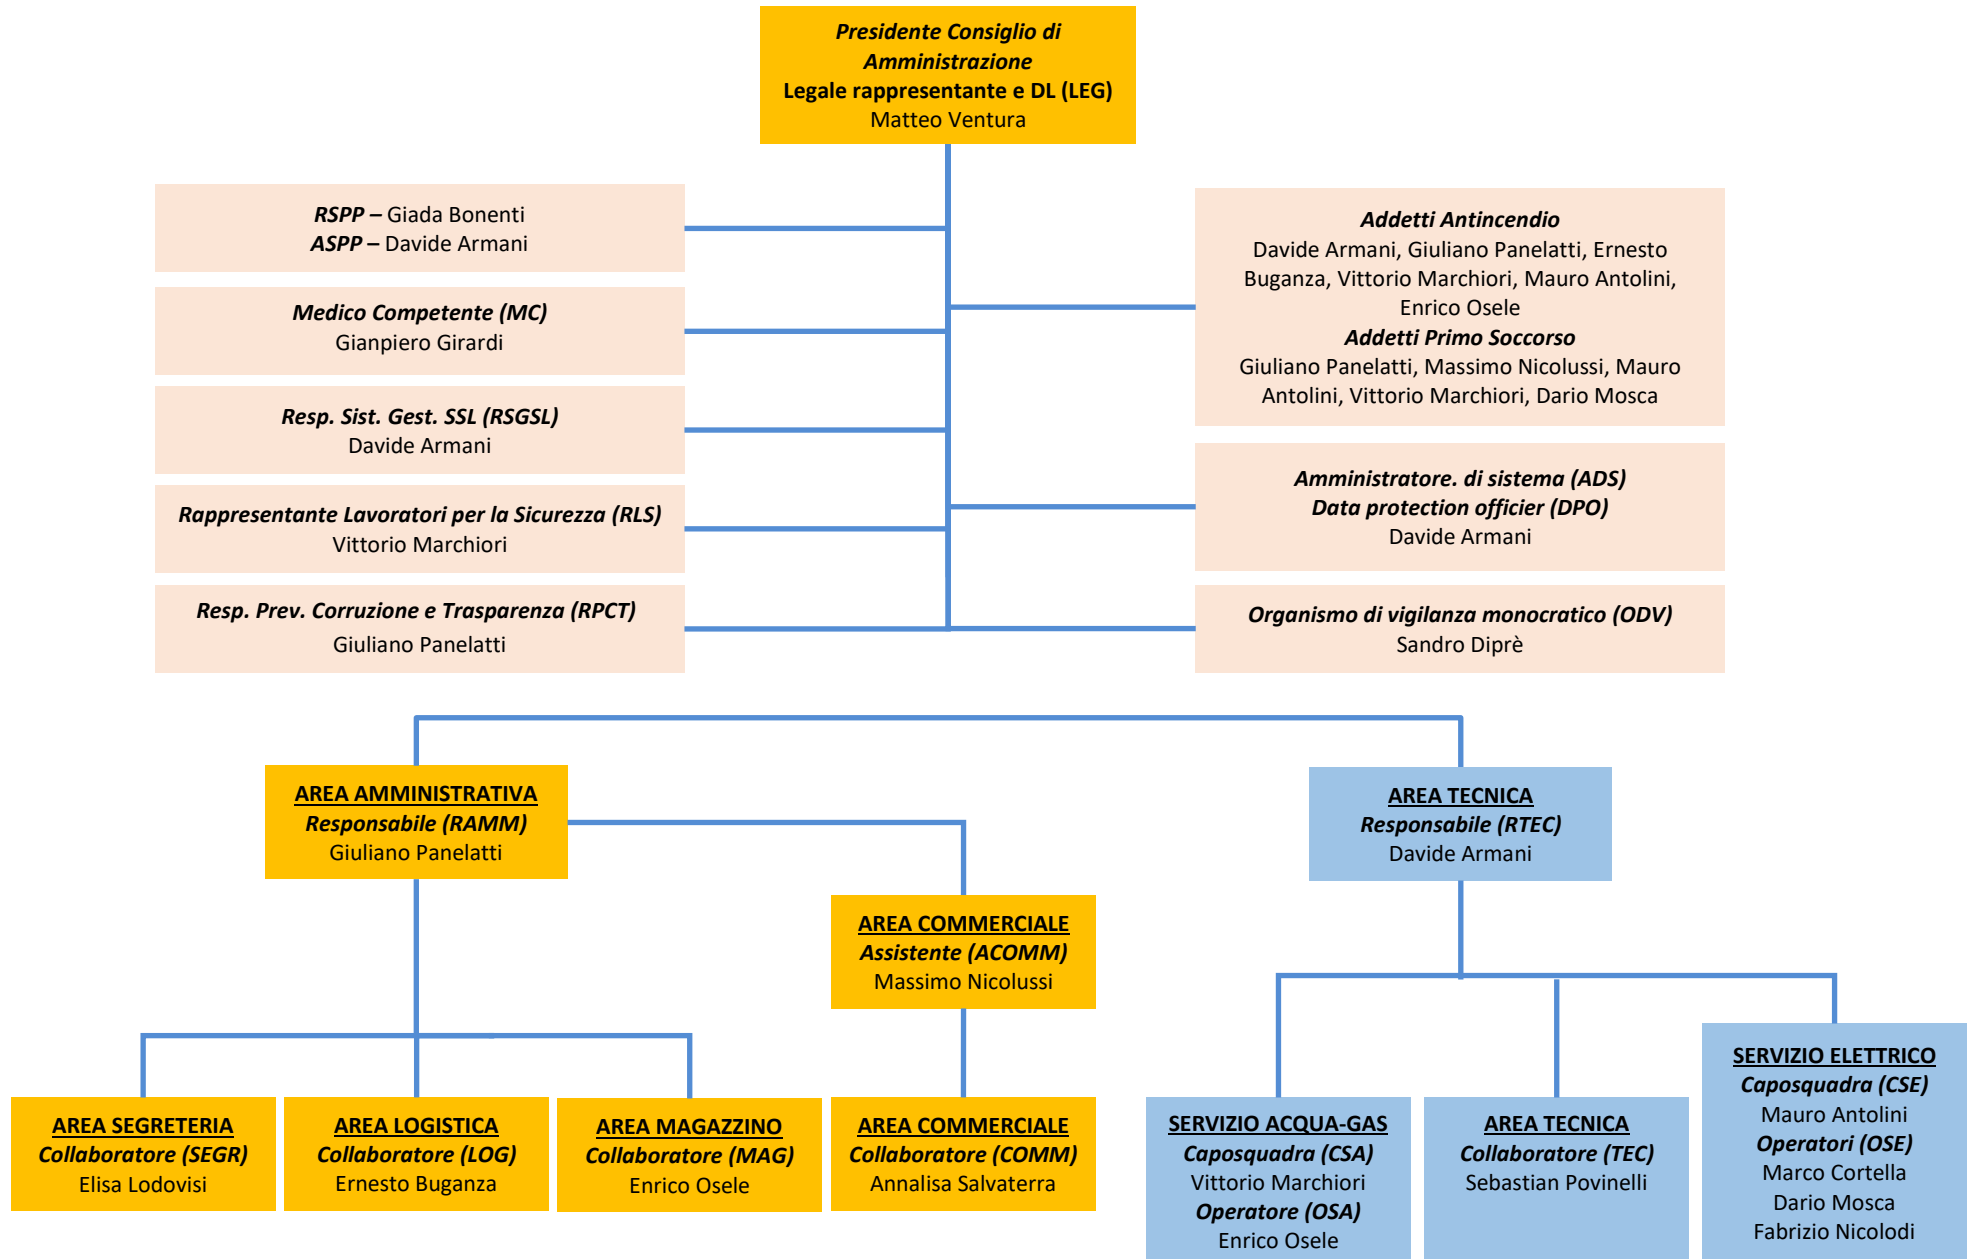 Presidente Consiglio di
Amministrazione
Legale rappresentante e DL (LEG)
Matteo Ventura
RSPP – Giada Bonenti
ASPP – Davide Armani
Medico Competente (MC)
Gianpiero Girardi
Resp. Sist. Gest. SSL (RSGSL)
Davide Armani
Rappresentante Lavoratori per la Sicurezza (RLS)
Vittorio Marchiori
Resp. Prev. Corruzione e Trasparenza (RPCT)
Giuliano Panelatti
Addetti Antincendio
Davide Armani, Giuliano Panelatti, Ernesto
Buganza, Vittorio Marchiori, Mauro Antolini,
Enrico Osele
Addetti Primo Soccorso
Giuliano Panelatti, Massimo Nicolussi, Mauro
Antolini, Vittorio Marchiori, Dario Mosca
Amministratore. di sistema (ADS)
Data protection officier (DPO)
Davide Armani
Organismo di vigilanza monocratico (ODV)
Sandro Diprè
AREA AMMINISTRATIVA
Responsabile (RAMM)
Giuliano Panelatti
AREA TECNICA
Responsabile (RTEC)
Davide Armani
AREA COMMERCIALE
Assistente (ACOMM)
Massimo Nicolussi
AREA SEGRETERIA
Collaboratore (SEGR)
Elisa Lodovisi
AREA LOGISTICA
Collaboratore (LOG)
Ernesto Buganza
AREA MAGAZZINO
Collaboratore (MAG)
Enrico Osele
AREA COMMERCIALE
Collaboratore (COMM)
Annalisa Salvaterra
SERVIZIO ACQUA-GAS
Caposquadra (CSA)
Vittorio Marchiori
Operatore (OSA)
Enrico Osele
AREA TECNICA
Collaboratore (TEC)
Sebastian Povinelli
SERVIZIO ELETTRICO
Caposquadra (CSE)
Mauro Antolini
Operatori (OSE)
Marco Cortella
Dario Mosca
Fabrizio Nicolodi